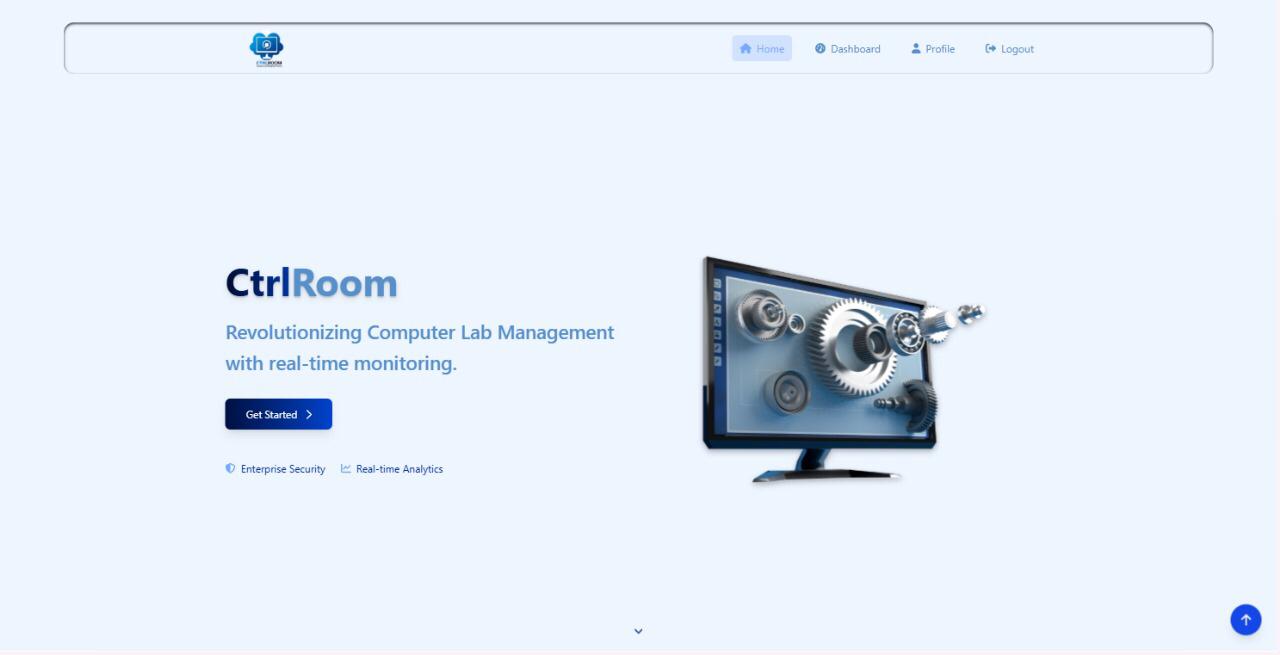 CTRLROOM
Home
Dashboard
Profile
Logout
CtrlRoom
Revolutionizing Computer Lab Management
with real-time monitoring.
Get Started
Enterprise Security
Real-time Analytics